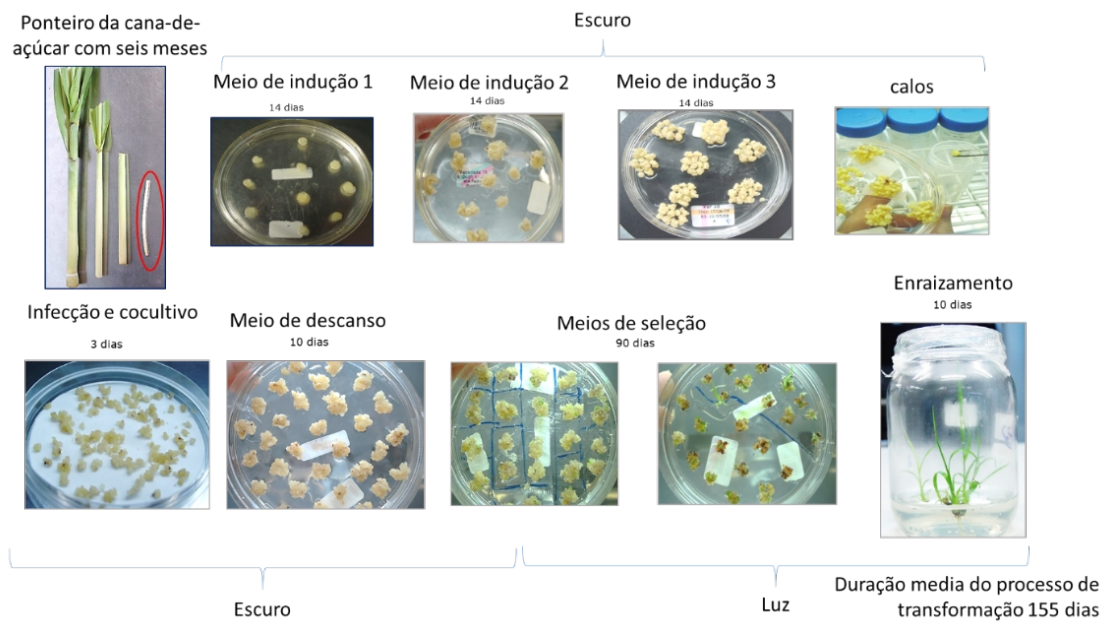 Ponteiro da cana-de-
açúcar com seis meses
Escuro
Meio de indução 1
14 dias
Meio de indução 2
14 dias
Meio de indução 3
14 dias
calos
Infecção e cocultivo
3 dias
Meio de descanso
10 dias
Meios de seleção
90 dias
Enraizamento
10 dias
Escuro
Luz
Duração media do processo de
transformação 155 dias